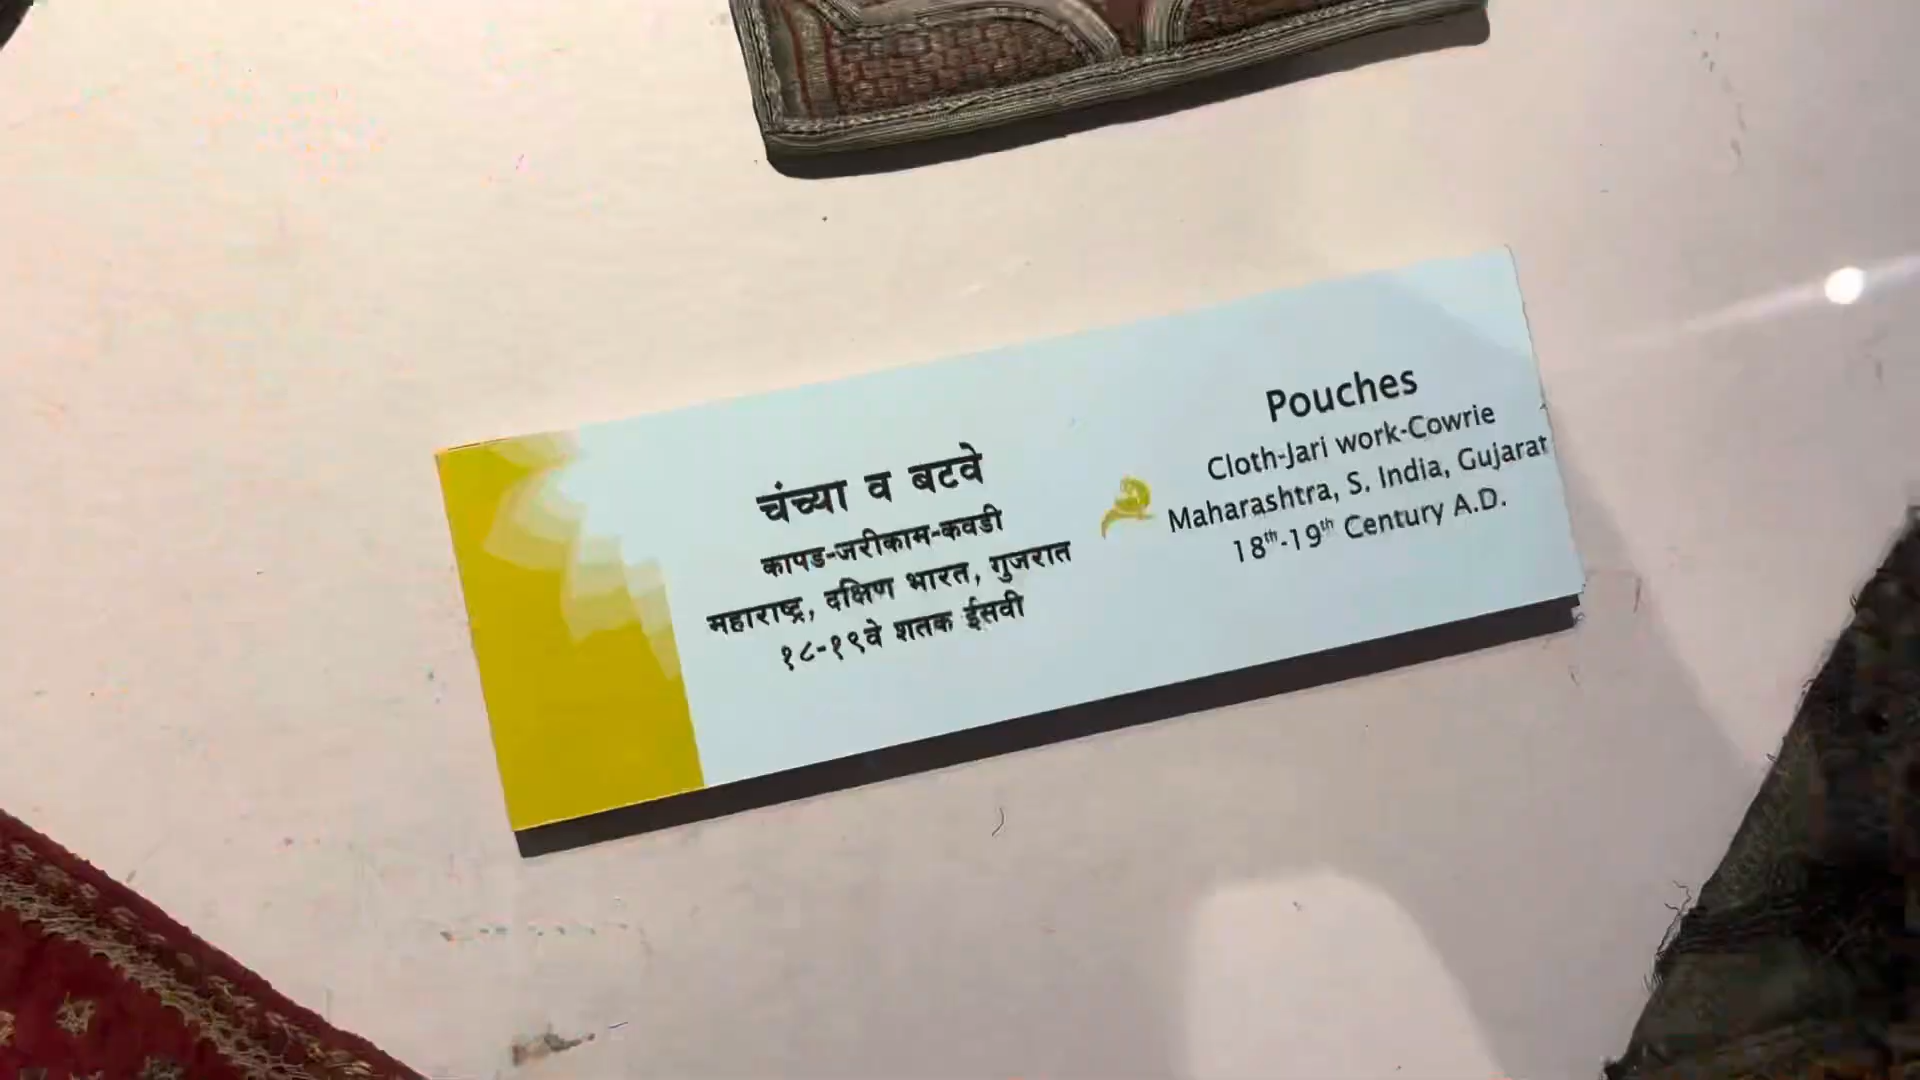 चंच्या व बटवे
कापड-जरीकाम-कवडी
महाराष्ट्र, दक्षिण भारत, गुजरात
१८-१९वे शतक ईसवी
Pouches
Cloth-Jari work-Cowrie
Maharashtra, S. India, Gujarat
18th-19th Century A.D.